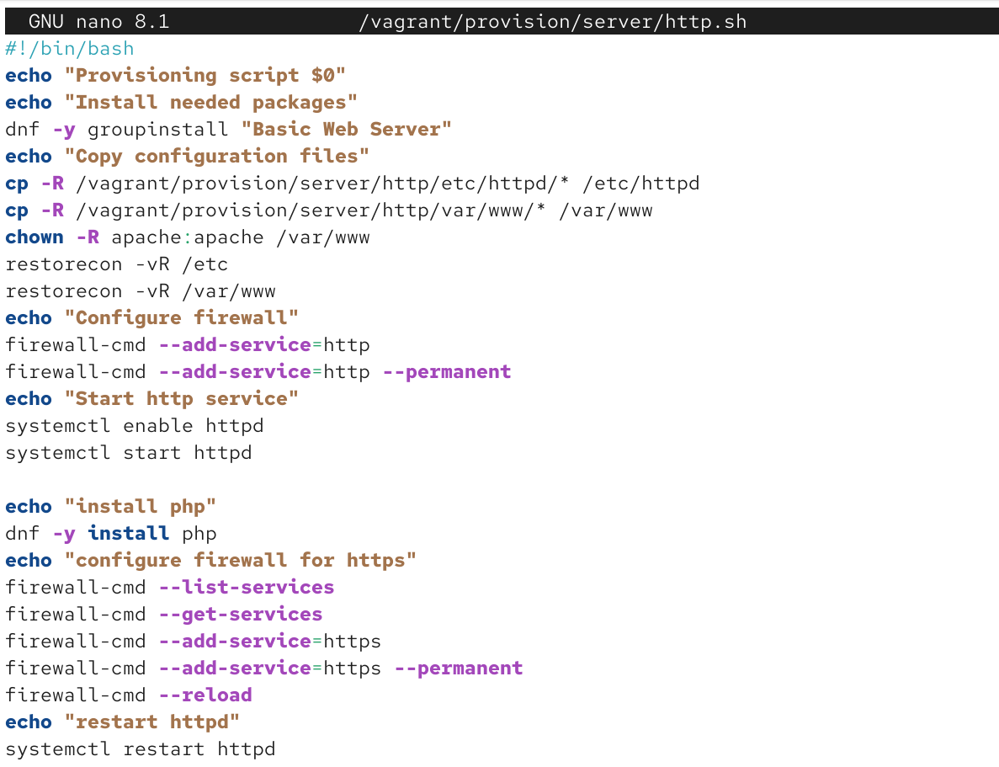 GNU nano 8.1 /vagrant/provision/server/http.sh
#!/bin/bash
echo "Provisioning script $0"
echo "Install needed packages"
dnf -y groupinstall "Basic Web Server"
echo "Copy configuration files"
cp -R /vagrant/provision/server/http/etc/httpd/* /etc/httpd
cp -R /vagrant/provision/server/http/var/www/* /var/www
chown -R apache:apache /var/www
restorecon -vR /etc
restorecon -vR /var/www
echo "Configure firewall"
firewall-cmd --add-service=http
firewall-cmd --add-service=http --permanent
echo "Start http service"
systemctl enable httpd
systemctl start httpd
echo "install php"
dnf -y install php
echo "configure firewall for https"
firewall-cmd --list-services
firewall-cmd --get-services
firewall-cmd --add-service=https
firewall-cmd --add-service=https --permanent
firewall-cmd --reload
echo "restart httpd"
systemctl restart httpd